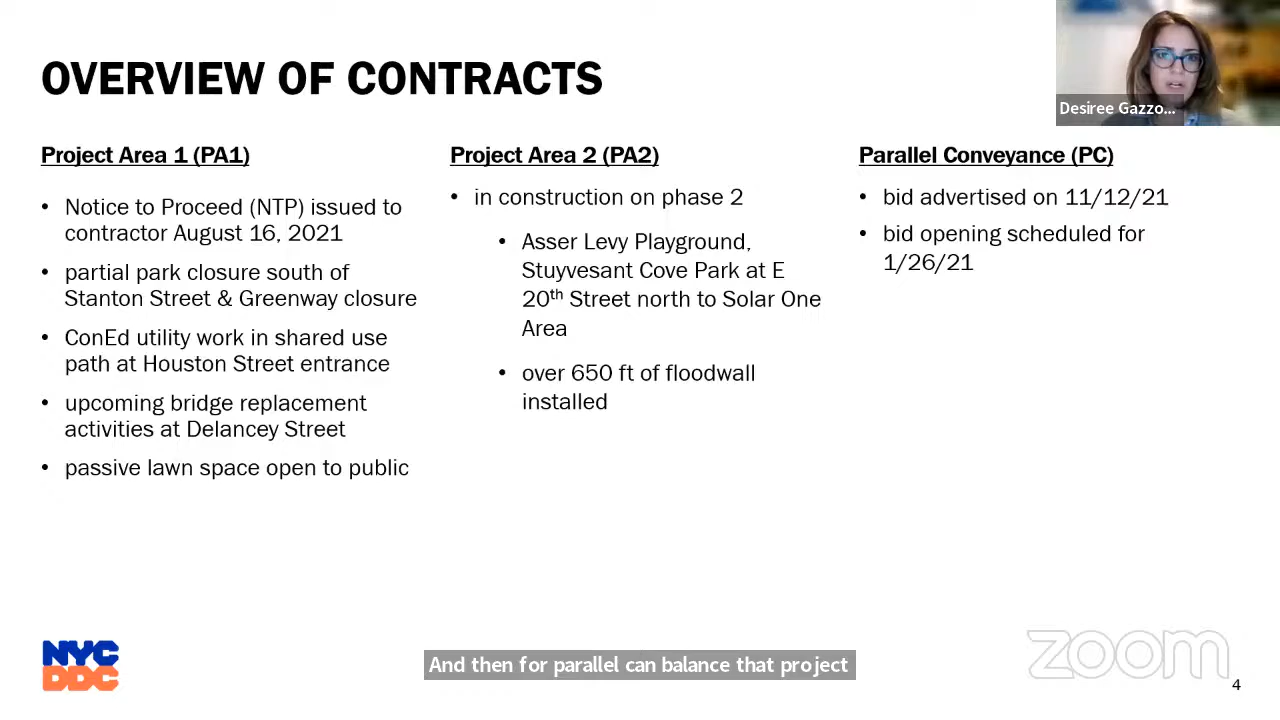 OVERVIEW OF CONTRACTS
Desiree Gazzo...
Project Area 1 (PA1)
• Notice to Proceed (NTP) issued to
contractor August 16, 2021
• partial park closure south of
Stanton Street & Greenway closure
• ConEd utility work in shared use
path at Houston Street entrance
• upcoming bridge replacement
activities at Delancey Street
• passive lawn space open to public
Project Area 2 (PA2)
• in construction on phase 2
• Asser Levy Playground,
Stuyvesant Cove Park at E
20th Street north to Solar One
Area
• over 650 ft of floodwall
installed
Parallel Conveyance (PC)
• bid advertised on 11/12/21
• bid opening scheduled for
1/26/21
NYC
DDC
And then for parallel can balance that project
zoom
4